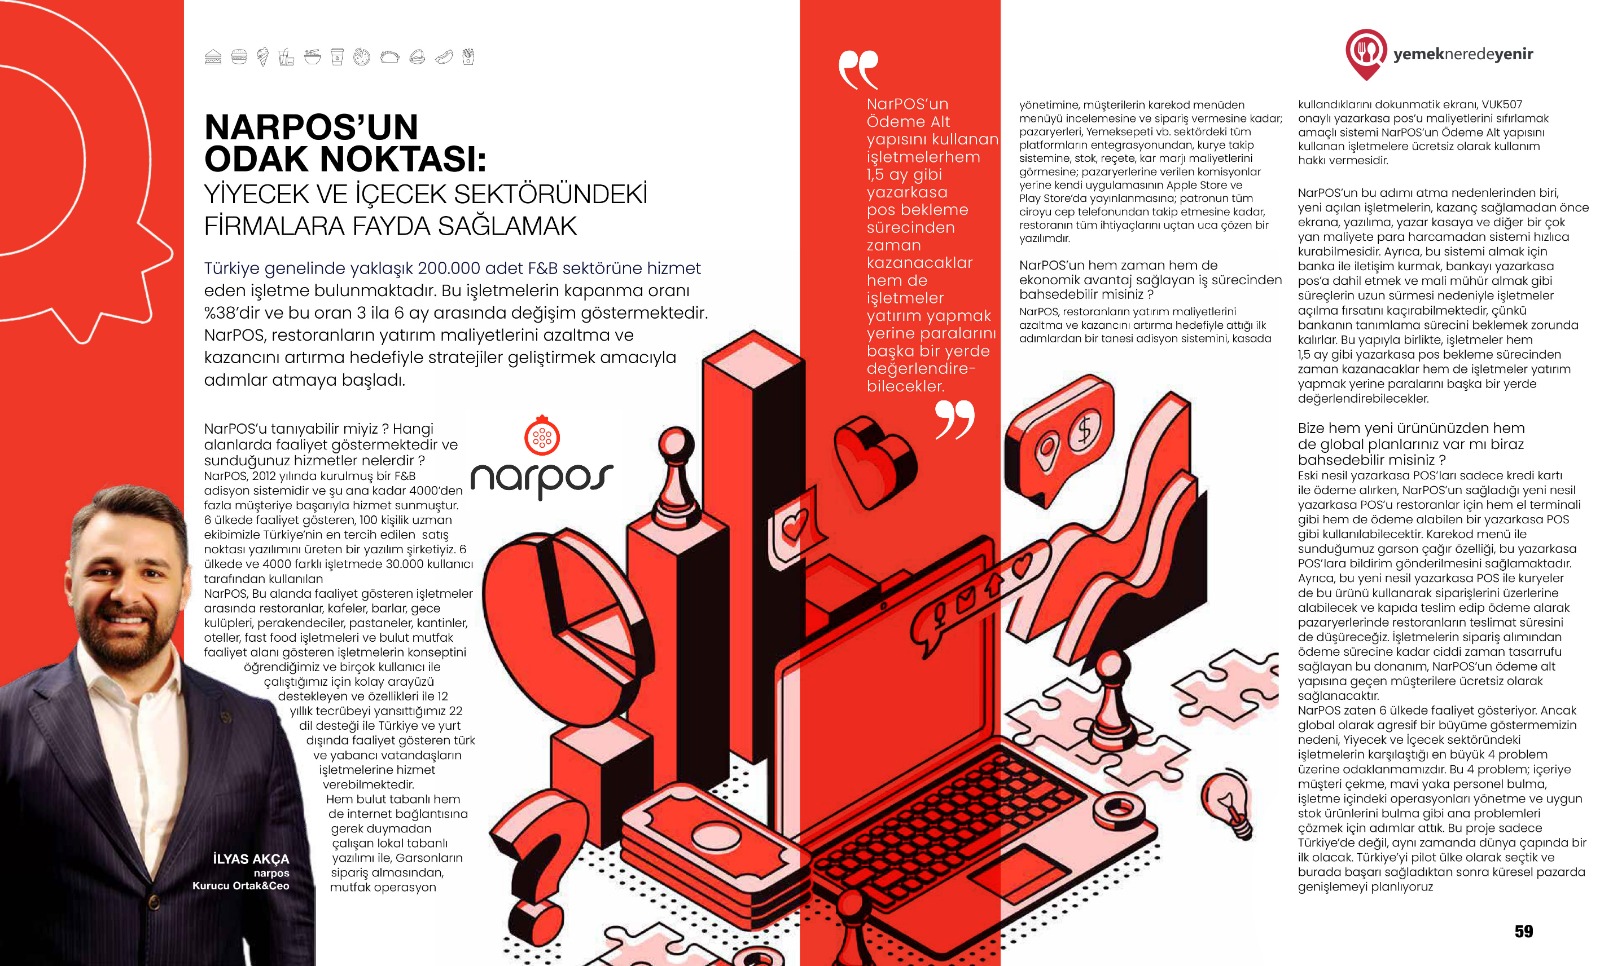 NARPOS’UN
ODAK NOKTASI:
YİYECEK VE İÇECEK SEKTÖRÜNDEKİ
FİRMALARA FAYDA SAĞLAMAK
Türkiye genelinde yaklaşık 200.000 adet F&B sektörüne hizmet
eden işletme bulunmaktadır. Bu işletmelerin kapanma oranı
%38’dir ve bu oran 3 ila 6 ay arasında değişim göstermektedir.
NarPOS, restoranların yatırım maliyetlerini azaltma ve
kazancını artırma hedefiyle stratejiler geliştirmek amacıyla
adımlar atmaya başladı.
NarPOS’u tanıyabilir miyiz ? Hangi
alanlarda faaliyet göstermektedir ve
sunduğunuz hizmetler nelerdir ?
NarPOS, 2012 yılında kurulmuş bir F&B
adisyon sistemidir ve şu ana kadar 4000’den
fazla müşteriye başarıyla hizmet sunmuştur.
6 ülkede faaliyet gösteren, 100 kişilik uzman
ekibimizle Türkiye’nin en tercih edilen satış
noktası yazılımını üreten bir yazılım şirketiyiz. 6
ülkede ve 4000 farklı işletmede 30.000 kullanıcı
tarafından kullanılan
NarPOS, Bu alanda faaliyet gösteren işletmeler
arasında restoranlar, kafeler, barlar, gece
kulüpleri, perakendeciler, pastaneler, kantinler,
oteller, fast food işletmeleri ve bulut mutfak
faaliyet alanı gösteren işletmelerin konseptini
öğrendiğimiz ve birçok kullanıcı ile
çalıştığımız için kolay arayüzü
destekleyen ve özellikleri ile 12
yıllık tecrübeyi yansıttığımız 22
dil desteği ile Türkiye ve yurt
dışında faaliyet gösteren türk
ve yabancı vatandaşların
işletmelerine hizmet
verebilmektedir.
Hem bulut tabanlı hem
de internet bağlantısına
gerek duymadan
çalışan lokal tabanlı
yazılımı ile, Garsonların
sipariş almasından,
mutfak operasyon
narpos
İLYAS AKÇA
narpos
Kurucu Ortak&Ceo
“
NarPOS’un
Ödeme Alt
yapısını kullanan
işletmelerhem
1,5 ay gibi
yazarkasa
pos bekleme
sürecinden
zaman
kazanacaklar
hem de
işletmeler
yatırım yapmak
yerine paralarını
başka bir yerde
değerlendire-
bilecekler.
”
yemekneredeyenir
yönetimine, müşterilerin karekod menüden
menüyü incelemesine ve sipariş vermesine kadar;
pazaryerleri, Yemeksepeti vb. sektördeki tüm
platformların entegrasyonundan, kurye takip
sistemine, stok, reçete, kar marjı maliyetlerini
görmesine; pazaryerlerine verilen komisyonlar
yerine kendi uygulamasının Apple Store ve
Play Store’da yayınlanmasına; patronun tüm
ciroyu cep telefonundan takip etmesine kadar,
restoranın tüm ihtiyaçlarını uçtan uca çözen bir
yazılımdır.
NarPOS’un hem zaman hem de
ekonomik avantaj sağlayan iş sürecinden
bahsedebilir misiniz ?
NarPOS, restoranların yatırım maliyetlerini
azaltma ve kazancını artırma hedefiyle attığı ilk
adımlardan bir tanesi adisyon sistemini, kasada
kullandıklarını dokunmatik ekranı, VUK507
onaylı yazarkasa pos’u maliyetlerini sıfırlamak
amaçlı sistemi NarPOS’un Ödeme Alt yapısını
kullanan işletmelere ücretsiz olarak kullanım
hakkı vermesidir.
NarPOS’un bu adımı atma nedenlerinden biri,
yeni açılan işletmelerin, kazanç sağlamadan önce
ekrana, yazılıma, yazar kasaya ve diğer bir çok
yan maliyete para harcamadan sistemi hızlıca
kurabilmesidir. Ayrıca, bu sistemi almak için
banka ile iletişim kurmak, bankayı yazarkasa
pos’a dahil etmek ve mali mühür almak gibi
süreçlerin uzun sürmesi nedeniyle işletmeler
açılma fırsatını kaçırabilmektedir, çünkü
bankanın tanımlama sürecini beklemek zorunda
kalırlar. Bu yapıyla birlikte, işletmeler hem
1,5 ay gibi yazarkasa pos bekleme sürecinden
zaman kazanacaklar hem de işletmeler yatırım
yapmak yerine paralarını başka bir yerde
değerlendirebilecekler.
Bize hem yeni ürününüzden hem
de global planlarınız var mı biraz
bahsedebilir misiniz ?
Eski nesil yazarkasa POS’ları sadece kredi kartı
ile ödeme alırken, NarPOS’un sağladığı yeni nesil
yazarkasa POS’u restoranlar için hem el terminali
gibi hem de ödeme alabilen bir yazarkasa POS
gibi kullanılabilecektir. Karekod menü ile
sunduğumuz garson çağır özelliği, bu yazarkasa
POS’lara bildirim gönderilmesini sağlamaktadır.
Ayrıca, bu yeni nesil yazarkasa POS ile kuryeler
de bu ürünü kullanarak siparişlerini üzerlerine
alabilecek ve kapıda teslim edip ödeme alarak
pazaryerlerinde restoranların teslimat süresini
de düşüreceğiz. İşletmelerin sipariş alımından
ödeme sürecine kadar ciddi zaman tasarrufu
sağlayan bu donanım, NarPOS’un ödeme alt
yapısına geçen müşterilere ücretsiz olarak
sağlanacaktır.
NarPOS zaten 6 ülkede faaliyet gösteriyor. Ancak
global olarak agresif bir büyüme göstermemizin
nedeni, Yiyecek ve İçecek sektöründeki
işletmelerin karşılaştığı en büyük 4 problem
üzerine odaklanmamızdır. Bu 4 problem; içeriye
müşteri çekme, mavi yaka personel bulma,
işletme içindeki operasyonları yönetme ve uygun
stok ürünlerini bulma gibi ana problemleri
çözmek için adımlar attık. Bu proje sadece
Türkiye’de değil, aynı zamanda dünya çapında bir
ilk olacak. Türkiye’yi pilot ülke olarak seçtik ve
burada başarı sağladıktan sonra küresel pazarda
genişlemeyi planlıyoruz
59